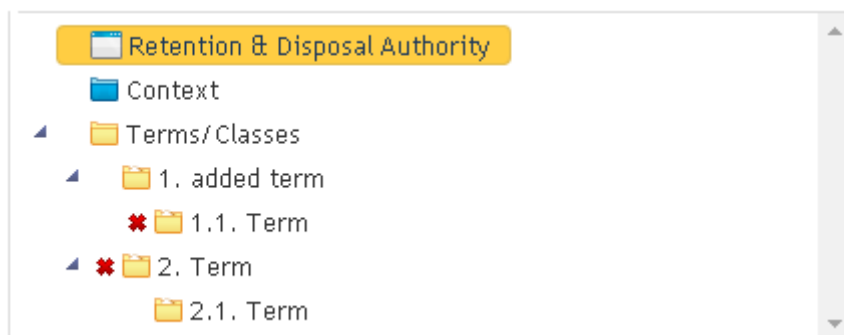 Retention & Disposal Authority
Context
Terms/Classes
1. added term
1.1. Term
2. Term
2.1. Term